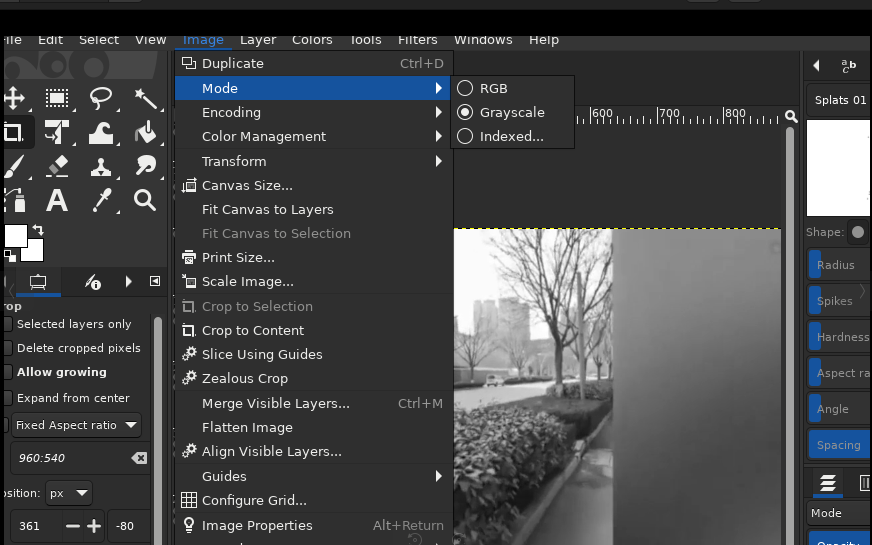 File Edit Select View Image Layer Colors Tools Filters Windows Help
Duplicate Ctrl+D
Mode
Encoding
Color Management
Transform
Canvas Size...
Fit Canvas to Layers
Fit Canvas to Selection
Print Size...
Scale Image...
Crop to Selection
Crop to Content
Slice Using Guides
Zealous Crop
Merge Visible Layers... Ctrl+M
Flatten Image
Align Visible Layers...
Guides
Configure Grid...
Image Properties Alt+Return
RGB
Grayscale
Indexed...
600 700 800
rop
Selected layers only
Delete cropped pixels
Allow growing
Expand from center
Fixed Aspect ratio
960:540
osition: px
361 -80
Splats 01
Shape:
Radius
Spikes
Hardness
Aspect ra
Angle
Spacing
Mode